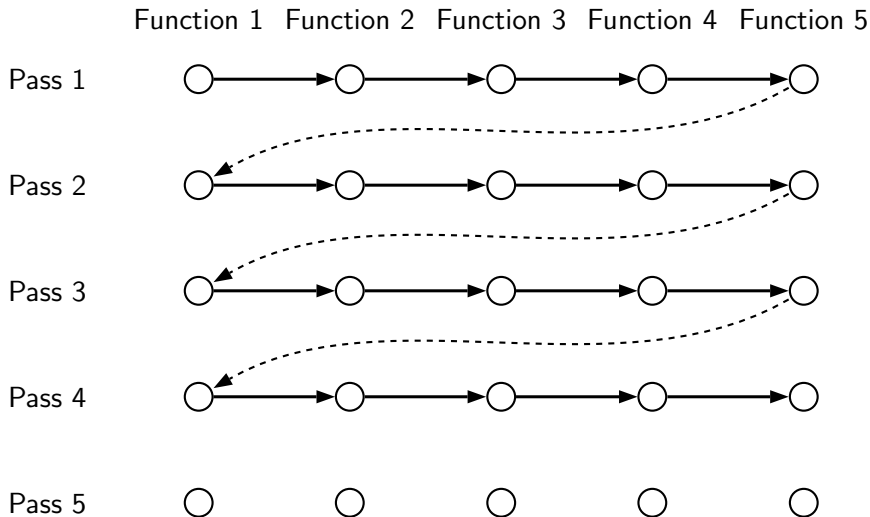 Function 1 Function 2 Function 3 Function 4 Function 5
Pass 1
Pass 2
Pass 3
Pass 4
Pass 5